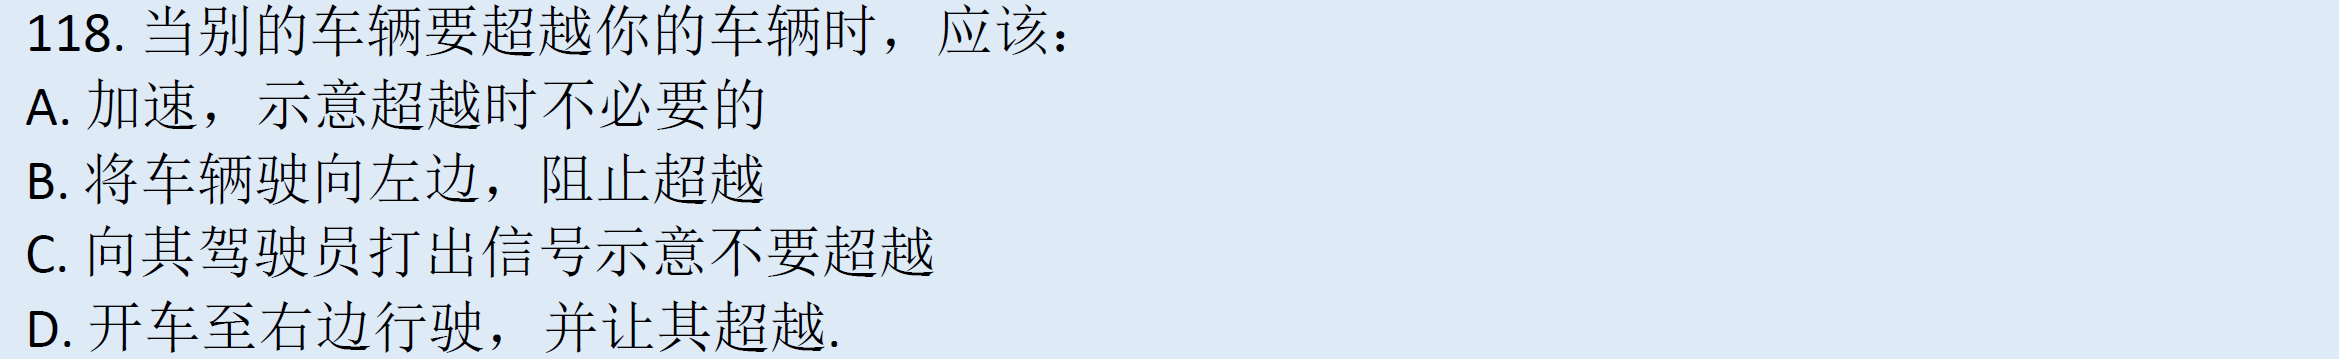 118. 当别的车辆要超越你的车辆时，应该：
A. 加速，示意超越时不必要的
B. 将车辆驶向左边，阻止超越
C. 向其驾驶员打出信号示意不要超越
D. 开车至右边行驶，并让其超越.